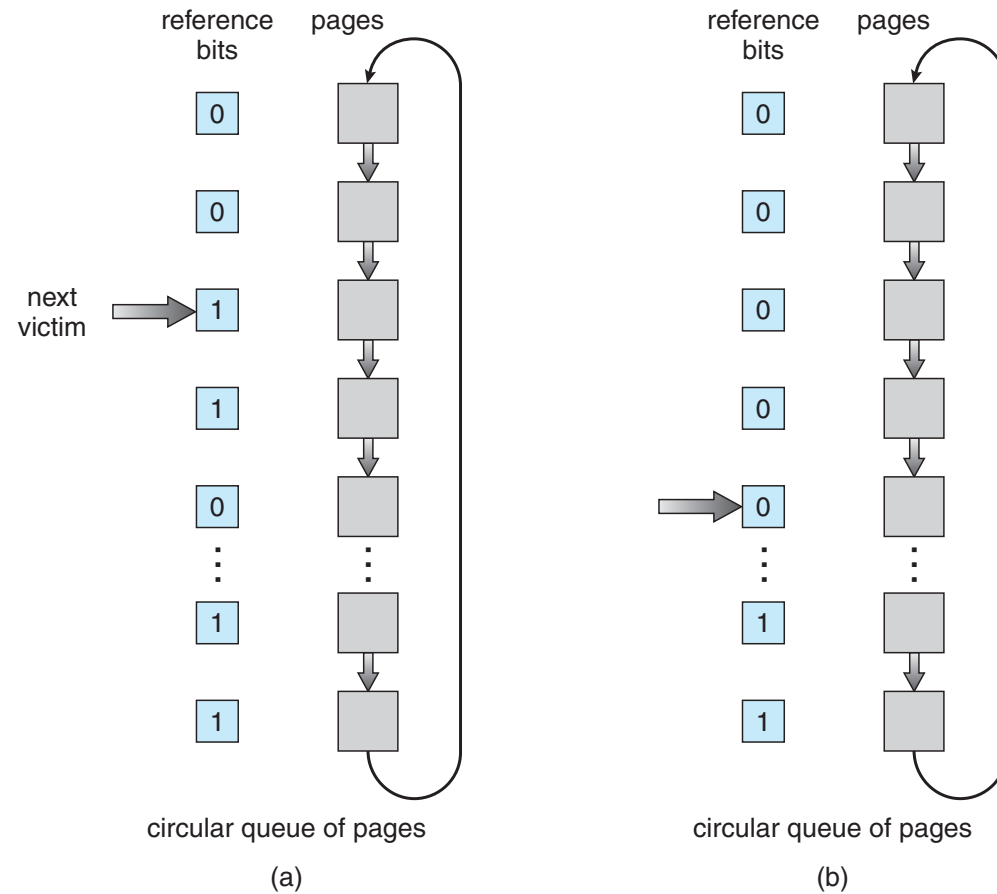 reference pages
bits
0
0
next
victim
1
1
0
1
1
circular queue of pages
(a)
reference pages
bits
0
0
0
0
0
1
1
circular queue of pages
(b)